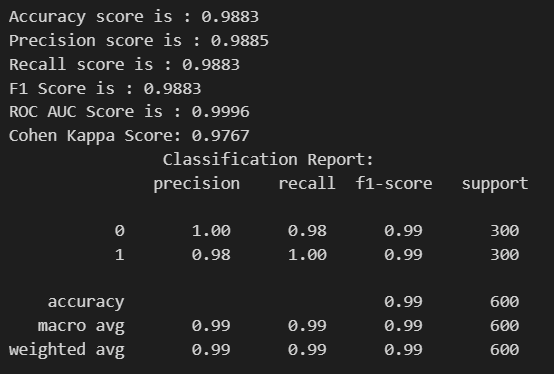 Accuracy score is : 0.9883
Precision score is : 0.9885
Recall score is : 0.9883
F1 Score is : 0.9883
ROC AUC Score is : 0.9996
Cohen Kappa Score: 0.9767
Classification Report:
precision recall f1-score support
0 1.00 0.98 0.99 300
1 0.98 1.00 0.99 300
accuracy 0.99 600
macro avg 0.99 0.99 0.99 600
weighted avg 0.99 0.99 0.99 600